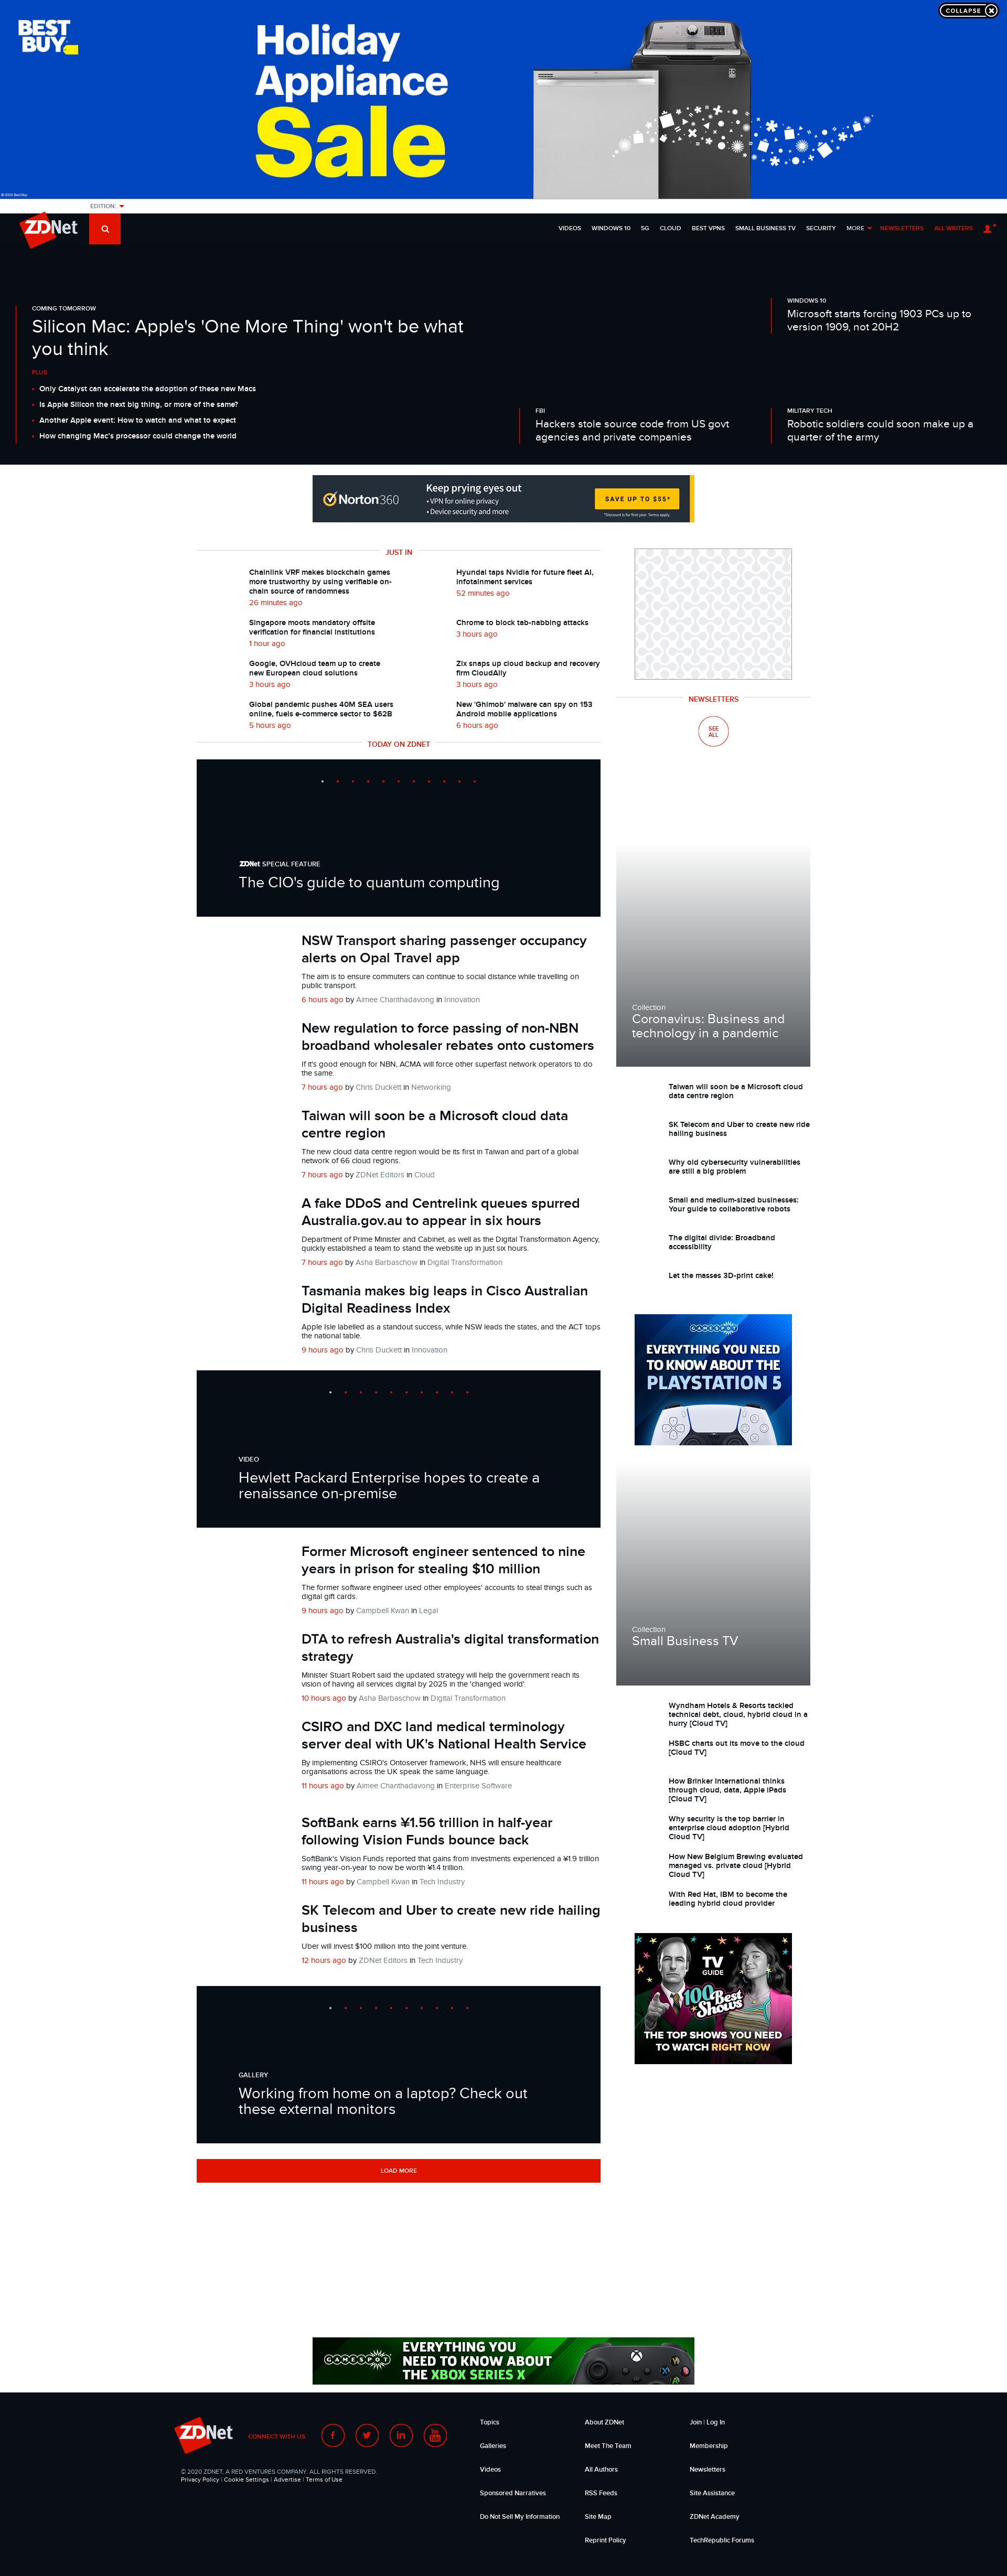 COLLAPSE
BEST
BUY
Holiday
Appliance
Sale
© 2020 Best Buy
EDITION:
ZDNet
VIDEOS
WINDOWS 10
5G
CLOUD
BEST VPNS
SMALL BUSINESS TV
SECURITY
MORE
NEWSLETTERS
ALL WRITERS
COMING TOMORROW
Silicon Mac: Apple's 'One More Thing' won't be what
you think
PLUS
Only Catalyst can accelerate the adoption of these new Macs
Is Apple Silicon the next big thing, or more of the same?
Another Apple event: How to watch and what to expect
How changing Mac's processor could change the world
WINDOWS 10
Microsoft starts forcing 1903 PCs up to
version 1909, not 20H2
FBI
Hackers stole source code from US govt
agencies and private companies
MILITARY TECH
Robotic soldiers could soon make up a
quarter of the army
Norton360
Keep prying eyes out
• VPN for online privacy
• Device security and more
SAVE UP TO $55*
*Discount is for first year. Terms apply.
JUST IN
Chainlink VRF makes blockchain games
more trustworthy by using verifiable on-
chain source of randomness
26 minutes ago
Hyundai taps Nvidia for future fleet AI,
infotainment services
52 minutes ago
Singapore moots mandatory offsite
verification for financial institutions
1 hour ago
Chrome to block tab-nabbing attacks
3 hours ago
Google, OVHcloud team up to create
new European cloud solutions
3 hours ago
Zix snaps up cloud backup and recovery
firm CloudAlly
3 hours ago
Global pandemic pushes 40M SEA users
online, fuels e-commerce sector to $62B
5 hours ago
New 'Ghimob' malware can spy on 153
Android mobile applications
6 hours ago
TODAY ON ZDNET
ZDNet SPECIAL FEATURE
The CIO's guide to quantum computing
NSW Transport sharing passenger occupancy
alerts on Opal Travel app
The aim is to ensure commuters can continue to social distance while travelling on
public transport.
6 hours ago by Aimee Chanthadavong in Innovation
New regulation to force passing of non-NBN
broadband wholesaler rebates onto customers
If it's good enough for NBN, ACMA will force other superfast network operators to do
the same.
7 hours ago by Chris Duckett in Networking
Taiwan will soon be a Microsoft cloud data
centre region
The new cloud data centre region would be its first in Taiwan and part of a global
network of 66 cloud regions.
7 hours ago by ZDNet Editors in Cloud
A fake DDoS and Centrelink queues spurred
Australia.gov.au to appear in six hours
Department of Prime Minister and Cabinet, as well as the Digital Transformation Agency,
quickly established a team to stand the website up in just six hours.
7 hours ago by Asha Barbaschow in Digital Transformation
Tasmania makes big leaps in Cisco Australian
Digital Readiness Index
Apple Isle labelled as a standout success, while NSW leads the states, and the ACT tops
the national table.
9 hours ago by Chris Duckett in Innovation
VIDEO
Hewlett Packard Enterprise hopes to create a
renaissance on-premise
Former Microsoft engineer sentenced to nine
years in prison for stealing $10 million
The former software engineer used other employees' accounts to steal things such as
digital gift cards.
9 hours ago by Campbell Kwan in Legal
DTA to refresh Australia's digital transformation
strategy
Minister Stuart Robert said the updated strategy will help the government reach its
vision of having all services digital by 2025 in the 'changed world'.
10 hours ago by Asha Barbaschow in Digital Transformation
CSIRO and DXC land medical terminology
server deal with UK's National Health Service
By implementing CSIRO's Ontoserver framework, NHS will ensure healthcare
organisations across the UK speak the same language.
11 hours ago by Aimee Chanthadavong in Enterprise Software
SoftBank earns ¥1.56 trillion in half-year
following Vision Funds bounce back
SoftBank's Vision Funds reported that gains from investments experienced a ¥1.9 trillion
swing year-on-year to now be worth ¥1.4 trillion.
11 hours ago by Campbell Kwan in Tech Industry
SK Telecom and Uber to create new ride hailing
business
Uber will invest $100 million into the joint venture.
12 hours ago by ZDNet Editors in Tech Industry
GALLERY
Working from home on a laptop? Check out
these external monitors
LOAD MORE
NEWSLETTERS
SEE
ALL
Collection
Coronavirus: Business and
technology in a pandemic
Taiwan will soon be a Microsoft cloud
data centre region
SK Telecom and Uber to create new ride
hailing business
Why old cybersecurity vulnerabilities
are still a big problem
Small and medium-sized businesses:
Your guide to collaborative robots
The digital divide: Broadband
accessibility
Let the masses 3D-print cake!
GAMESPOT
EVERYTHING YOU NEED
TO KNOW ABOUT THE
PLAYSTATION 5
Collection
Small Business TV
Wyndham Hotels & Resorts tackled
technical debt, cloud, hybrid cloud in a
hurry [Cloud TV]
HSBC charts out its move to the cloud
[Cloud TV]
How Brinker International thinks
through cloud, data, Apple iPads
[Cloud TV]
Why security is the top barrier in
enterprise cloud adoption [Hybrid
Cloud TV]
How New Belgium Brewing evaluated
managed vs. private cloud [Hybrid
Cloud TV]
With Red Hat, IBM to become the
leading hybrid cloud provider
TV
GUIDE
100 Best
Shows
THE TOP SHOWS YOU NEED
TO WATCH RIGHT NOW
GAMESPOT
EVERYTHING YOU
NEED TO KNOW ABOUT
THE XBOX SERIES X
ZDNet
CONNECT WITH US
You
Tube
© 2020 ZDNET, A RED VENTURES COMPANY. ALL RIGHTS RESERVED.
Privacy Policy | Cookie Settings | Advertise | Terms of Use
Topics
Galleries
Videos
Sponsored Narratives
Do Not Sell My Information
About ZDNet
Meet The Team
All Authors
RSS Feeds
Site Map
Reprint Policy
Join | Log In
Membership
Newsletters
Site Assistance
ZDNet Academy
TechRepublic Forums